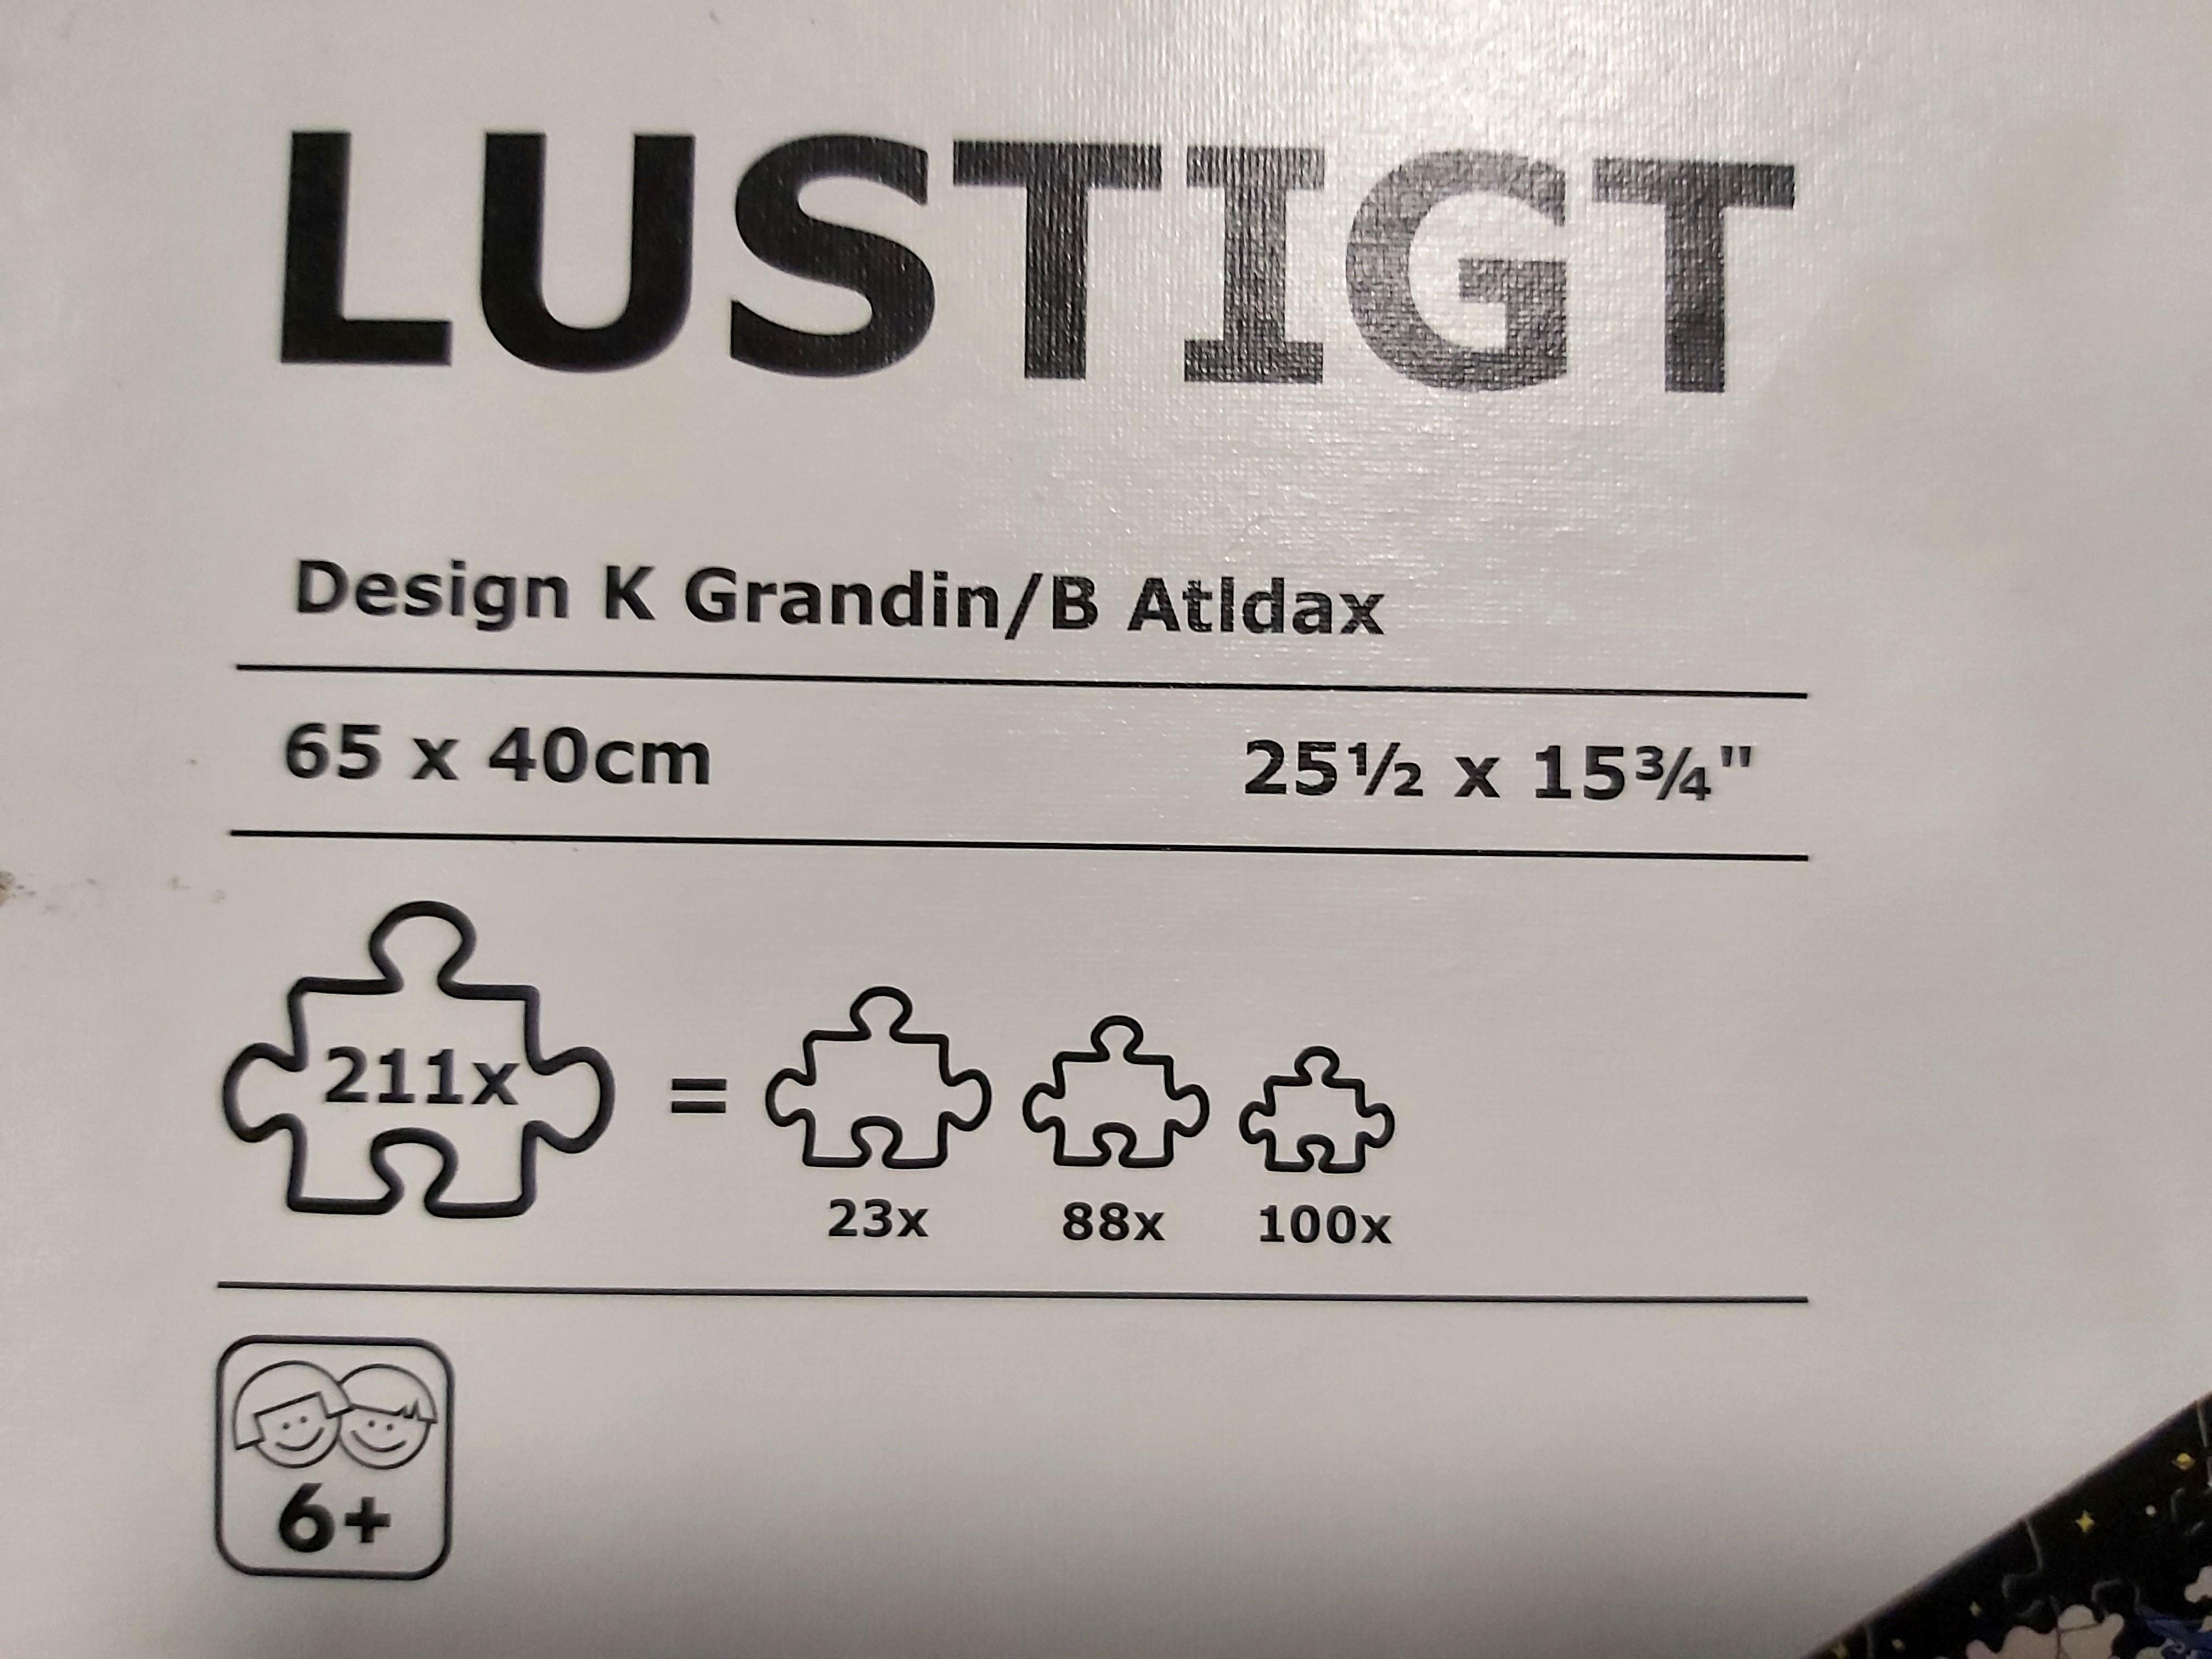 LUSTIGT
Design K Grandin/B Atldax
65 x 40cm 25½ x 15¾"
211x = 23x 88x 100x
6+